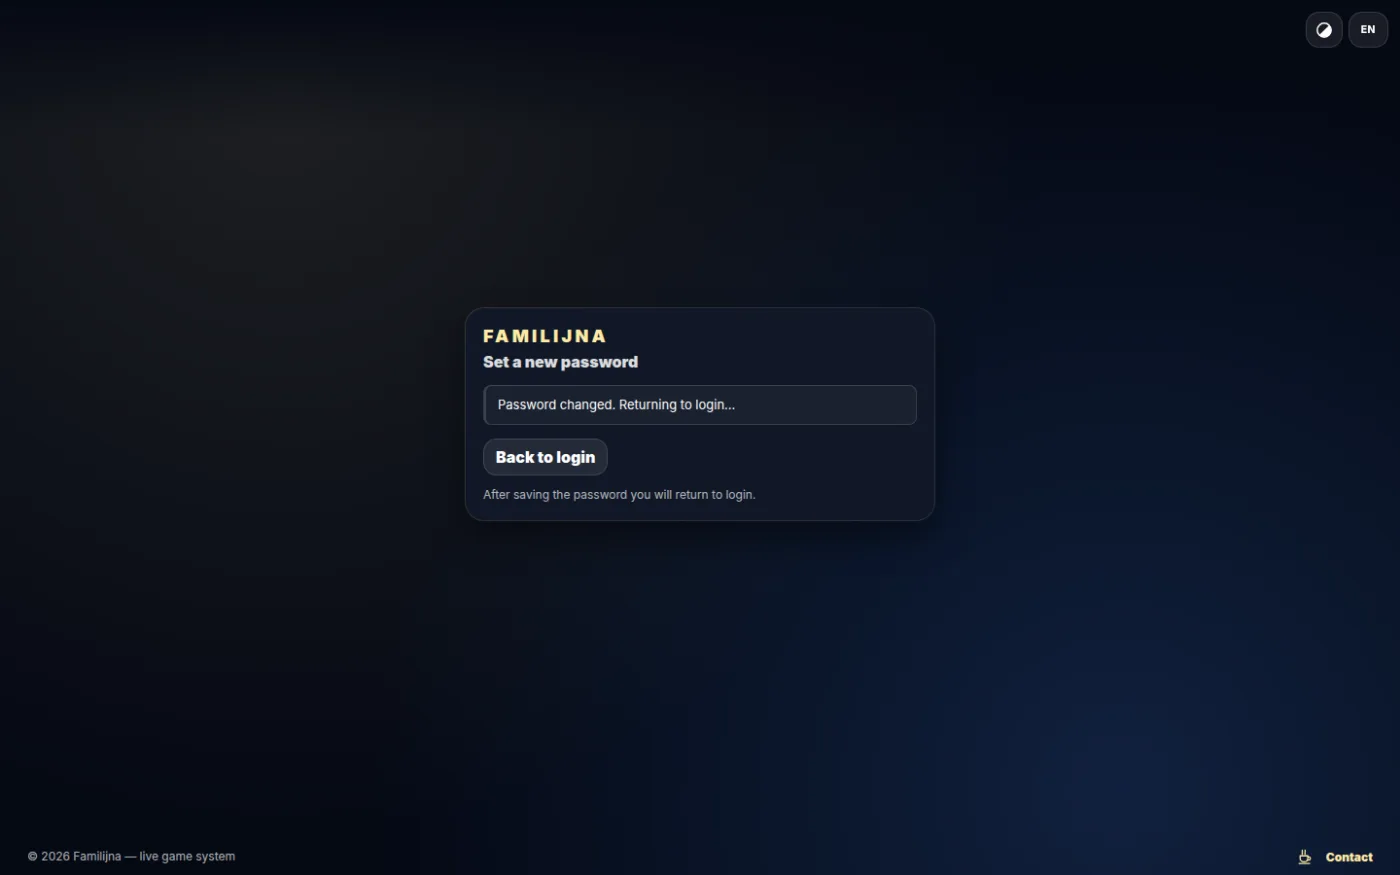 EN
FAMILIJNA
Set a new password
Password changed. Returning to login...
Back to login
After saving the password you will return to login.
© 2026 Familijna — live game system
Contact